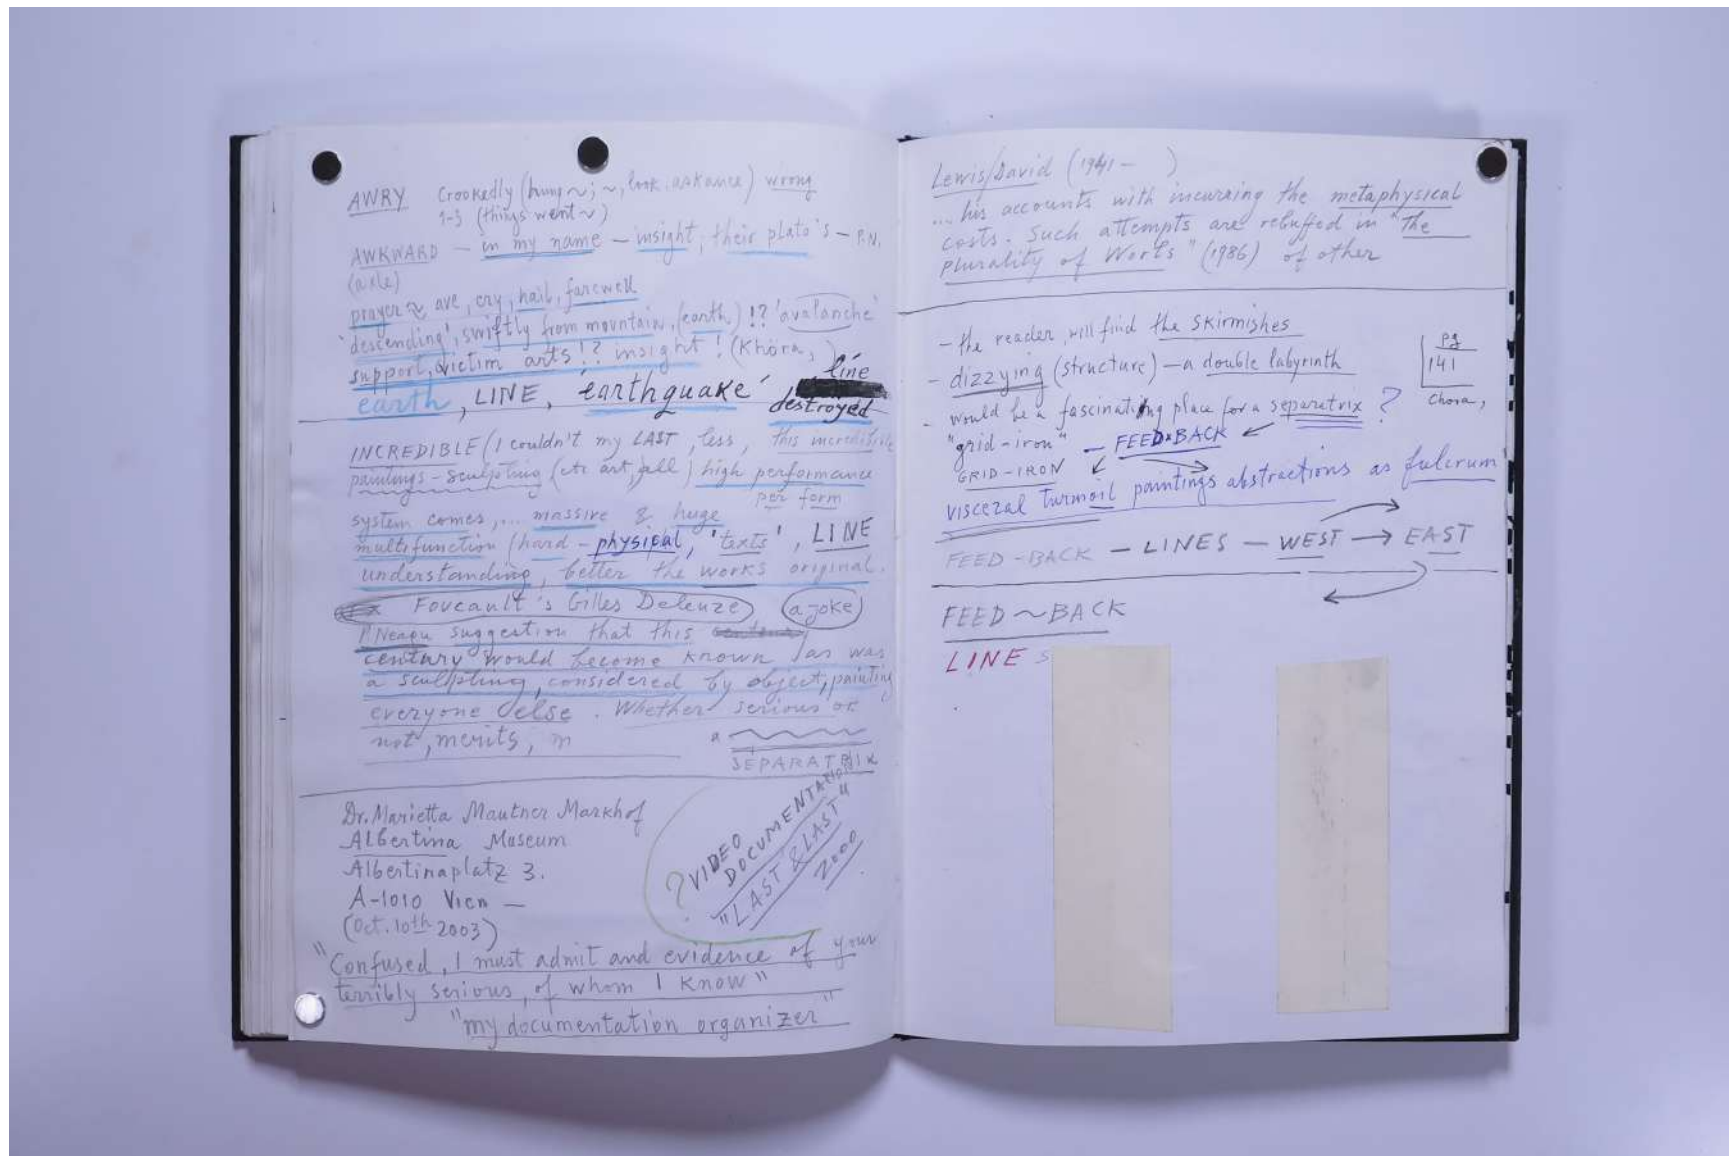 AWRY Crookedly (hung ~; ~, look, askance) wrong
1-3 (things went ~)
AWKWARD – in my name – insight, their plato's – P.N.
(axle)
prayer ~ ave, cry, hail, farewell
'descending', swiftly from mountain, (earth) !? 'avalanche'
support, victim arts !? insight ! (Khôra, )
earth, LINE, 'earthquake' line
destroyed
INCREDIBLE (I couldn't my LAST, less, this incredible
paintings – sculpting (etc art, all) high performance
per form
system comes,... massive & huge
multifunction (hard – physical, 'texts', LINE
understanding, better the works original.
Foucault's Gilles Deleuze) (a joke)
P.Neagu suggestion that this
century would become known as was
a sculpting, considered by object, painting
everyone else. Whether serious or
not, merits, m
a
SEPARATRIX
Dr. Marietta Mautner Markhof
Albertina Museum
Albertinaplatz 3.
A-1010 Vien –
(Oct. 10th 2003)
? VIDEO
DOCUMENTATION
"LAST & LAST"
2000
"Confused, I must admit and evidence of your
terribly serious, of whom I know"
"my documentation organizer"
Lewis/David (1941 – )
... his accounts with incurring the metaphysical
costs. Such attempts are rebuffed in "The
plurality of Worls" (1986) of other
– the reader will find the skirmishes
– dizzying (structure) – a double labyrinth
– would be a fascinating place for a separatrix ?
pg
141
Chora,
"grid-iron" – FEED BACK
GRID-IRON
visceral turmoil paintings abstractions as fulcrum
FEED-BACK – LINES – WEST → EAST
FEED~BACK
LINE S